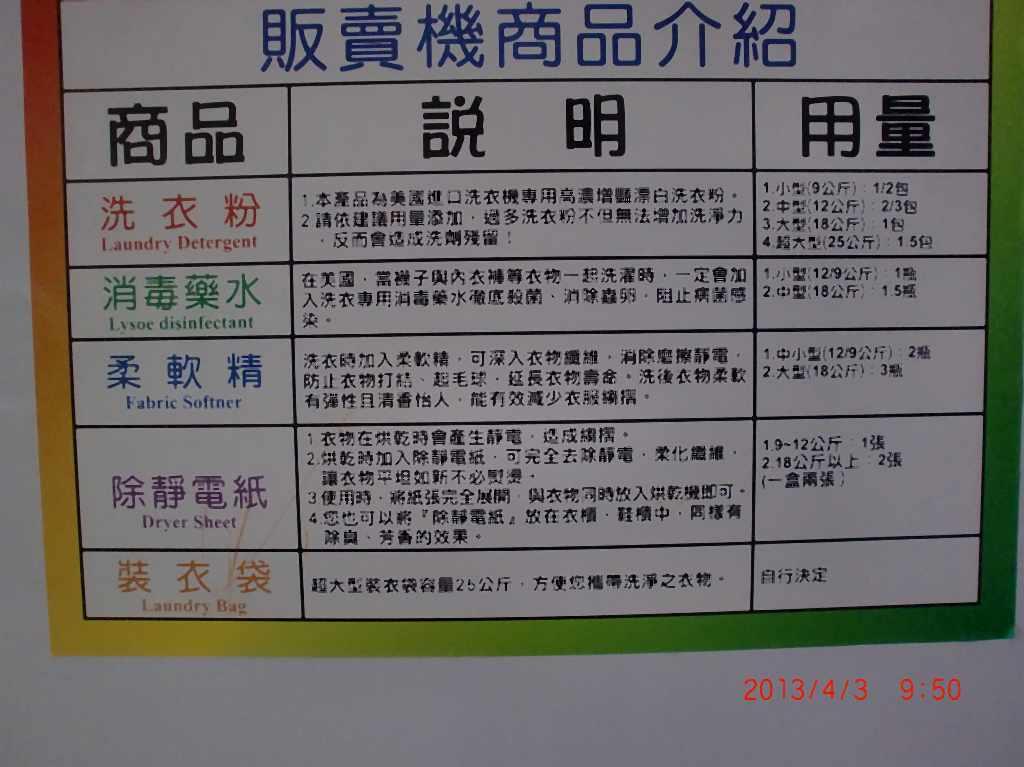 販賣機商品介紹
商品 說 明 用量
洗 衣 粉
Laundry Detergent
1.本產品為美國進口洗衣機專用高濃增豔漂白洗衣粉。
2.請依建議用量添加，過多洗衣粉不但無法增加洗淨力
，反而會造成洗劑殘留！
1.小型(9公斤)：1/2包
2.中型(12公斤)：2/3包
3.大型(18公斤)：1包
4.超大型(25公斤)：1.5包
消毒藥水
Lysoe disinfectant
在美國，當襪子與內衣褲等衣物一起洗濯時，一定會加
入洗衣專用消毒藥水徹底殺菌、消除蟲卵，阻止病菌感
染。
1.小型(12/9公斤)：1瓶
2.中型(18公斤)：1.5瓶
柔 軟 精
Fabric Softner
洗衣時加入柔軟精，可深入衣物纖維，消除磨擦靜電，
防止衣物打結、起毛球，延長衣物壽命。洗後衣物柔軟
有彈性且清香怡人，能有效減少衣服縐摺。
1.中小型(12/9公斤)：2瓶
2.大型(18公斤)：3瓶
除靜電紙
Dryer Sheet
1.衣物在烘乾時會產生靜電，造成縐摺。
2.烘乾時加入除靜電紙，可完全去除靜電，柔化纖維，
讓衣物平坦如新不必熨燙。
3.使用時，將紙張完全展開，與衣物同時放入烘乾機即可。
4.您也可以將『除靜電紙』放在衣櫃，鞋櫃中，同樣有
除臭、芳香的效果。
1.9~12公斤：1張
2.18公斤以上：2張
(一盒兩張)
裝 衣 袋
Laundry Bag
超大型裝衣袋容量25公斤，方便您攜帶洗淨之衣物。
自行決定
2013/4/3 9:50